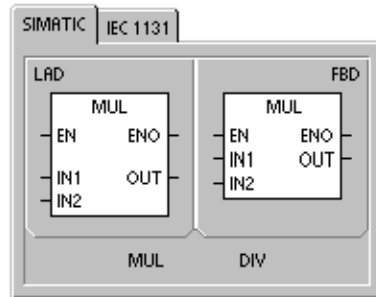 SIMATIC IEC 1131
LAD FBD
MUL
EN ENO
IN1 OUT
IN2
MUL
EN ENO
IN1 OUT
IN2
MUL DIV